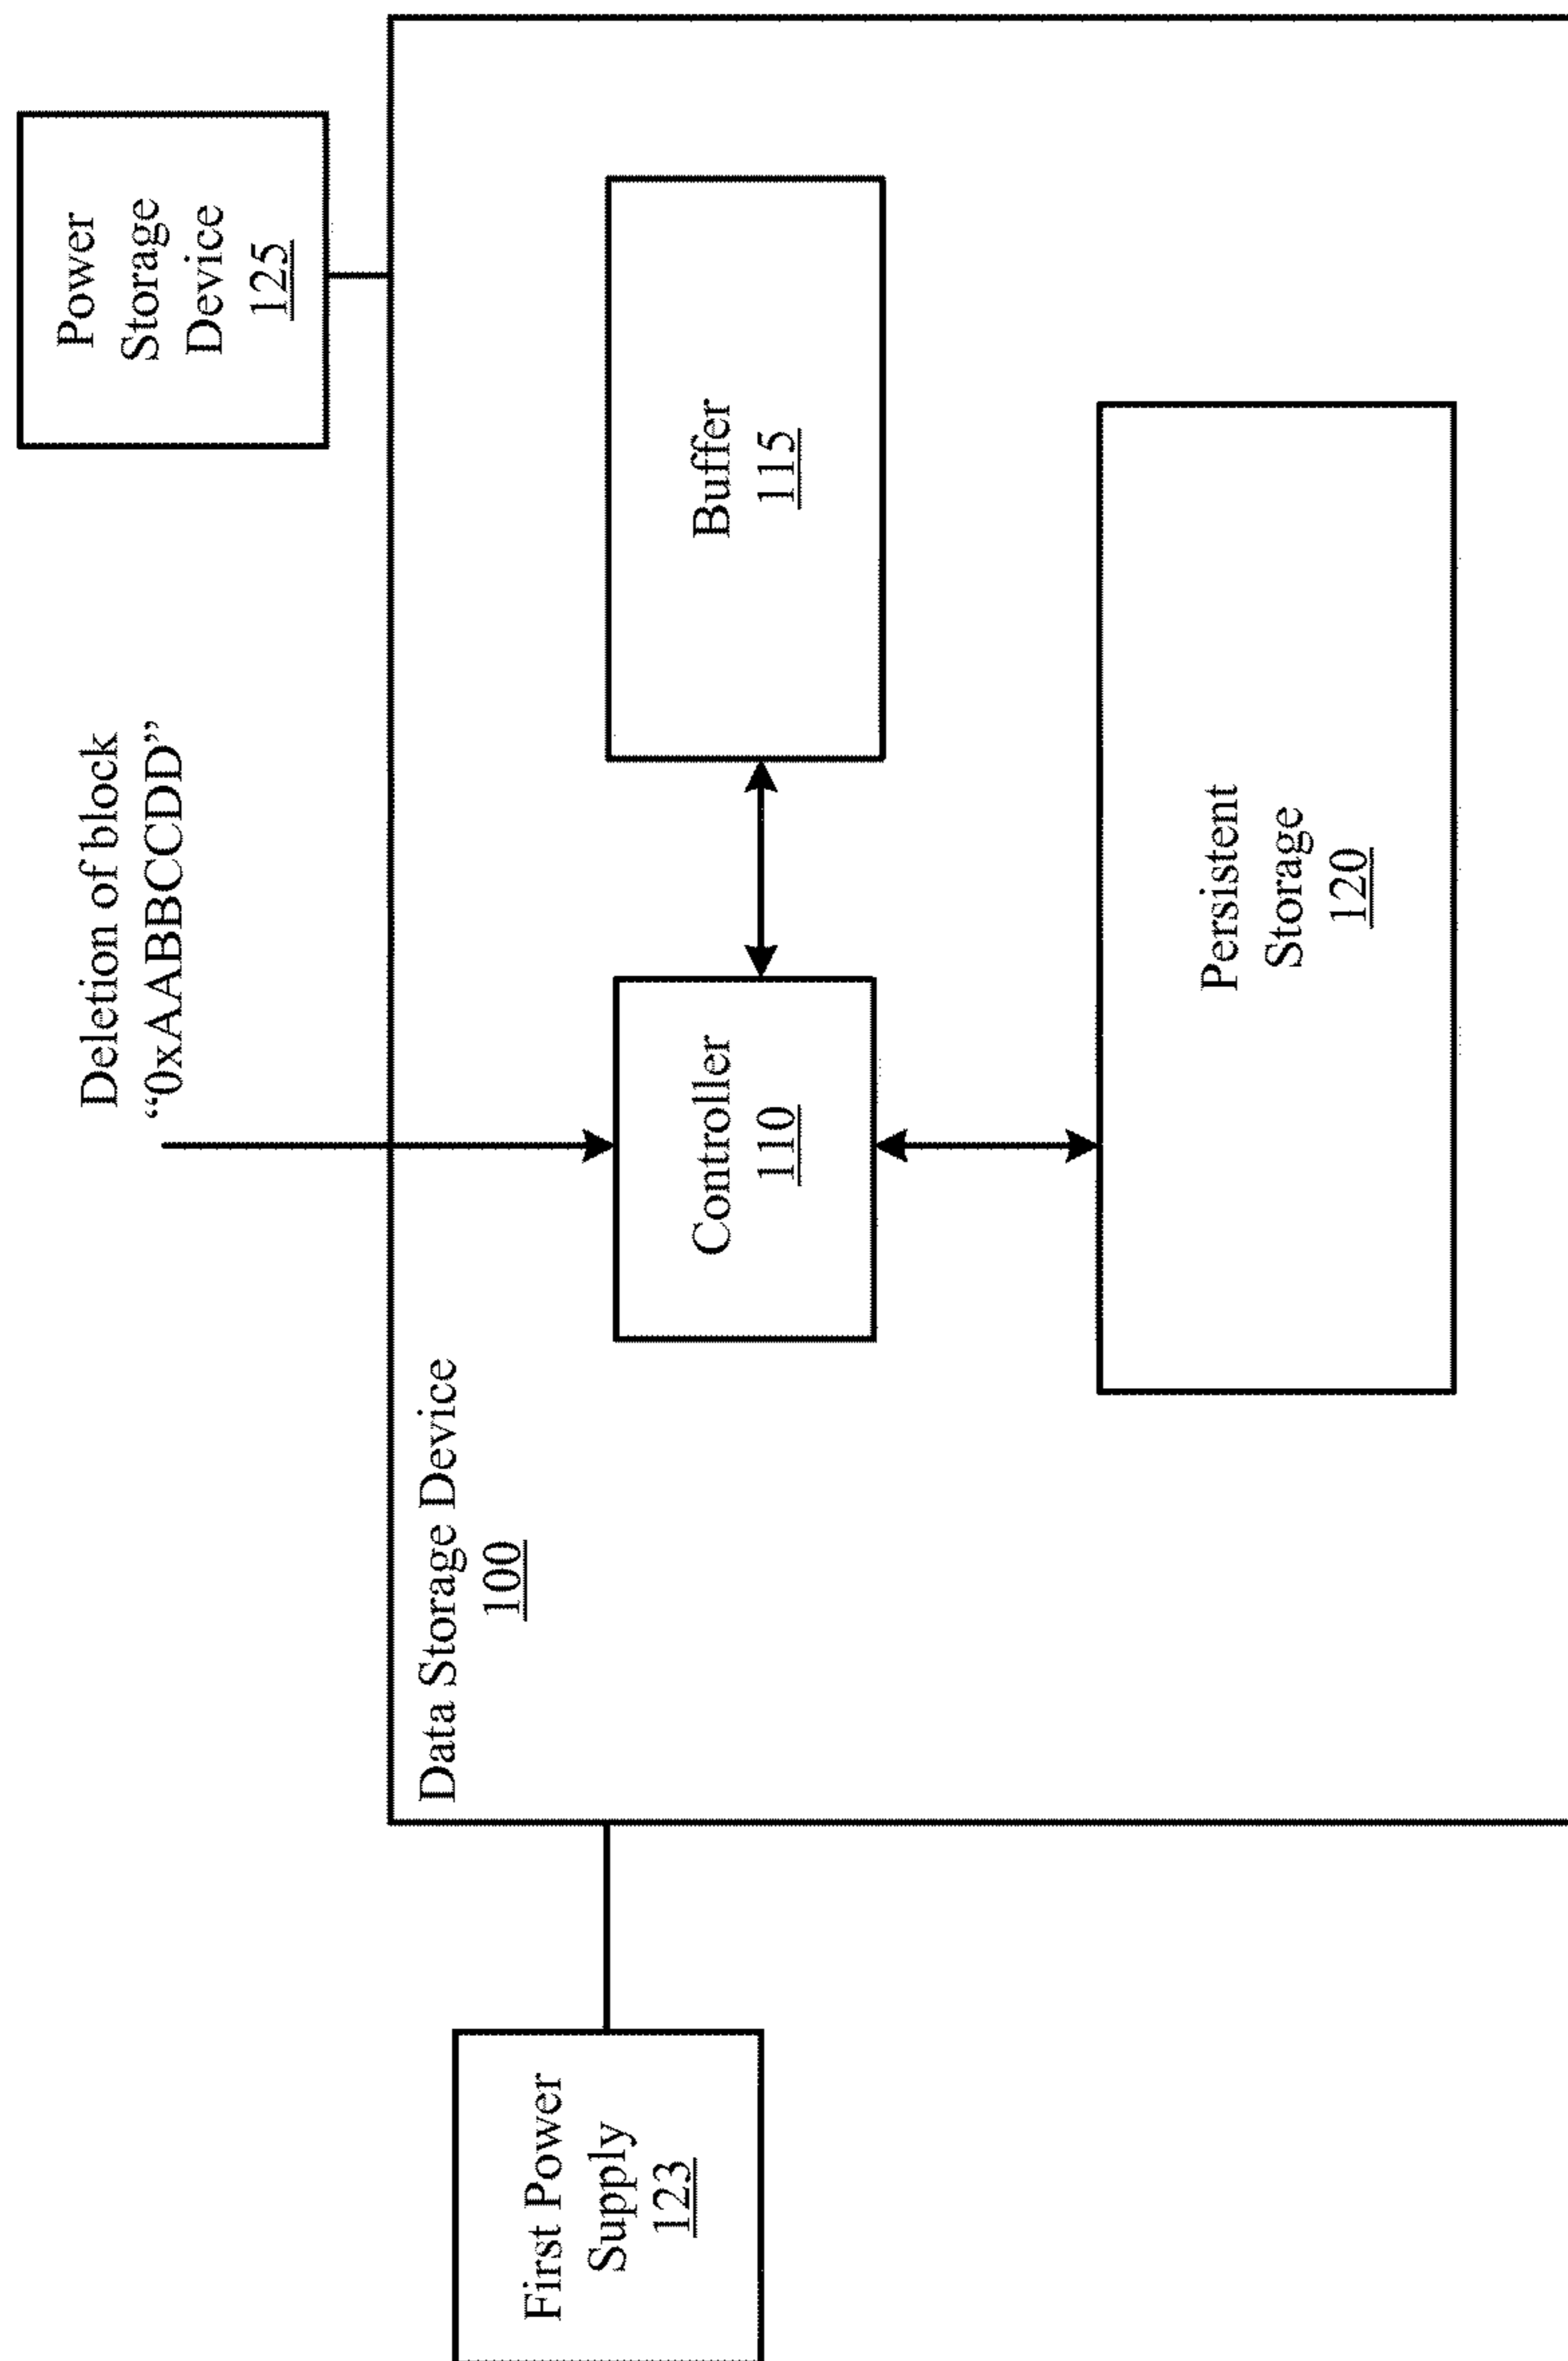 Deletion of block
“0xAABBCCDD”
Power
Storage
Device
125
Data Storage Device
100
First Power
Supply
123
Controller
110
Buffer
115
Persistent
Storage
120